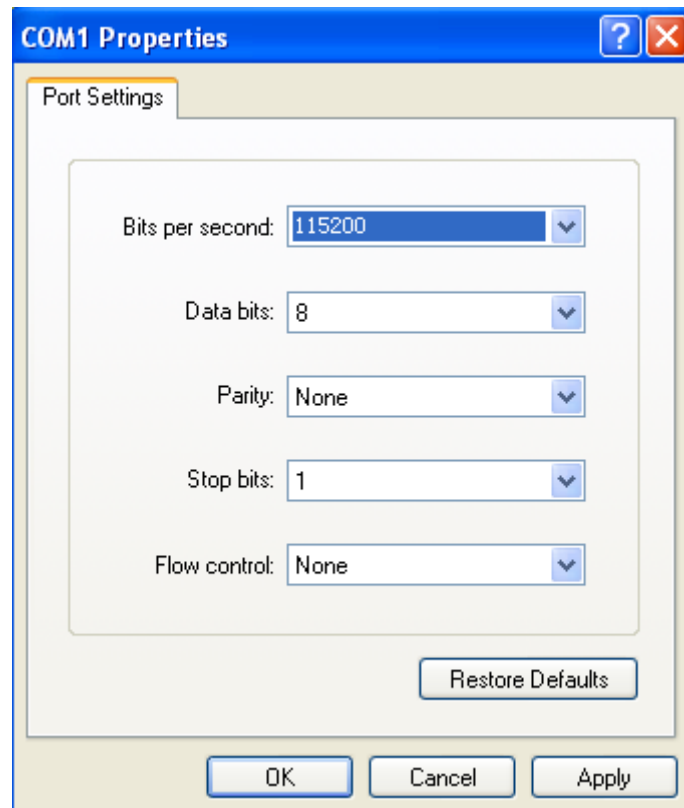 COM1 Properties
Port Settings
Bits per second: 115200
Data bits: 8
Parity: None
Stop bits: 1
Flow control: None
Restore Defaults
OK Cancel Apply